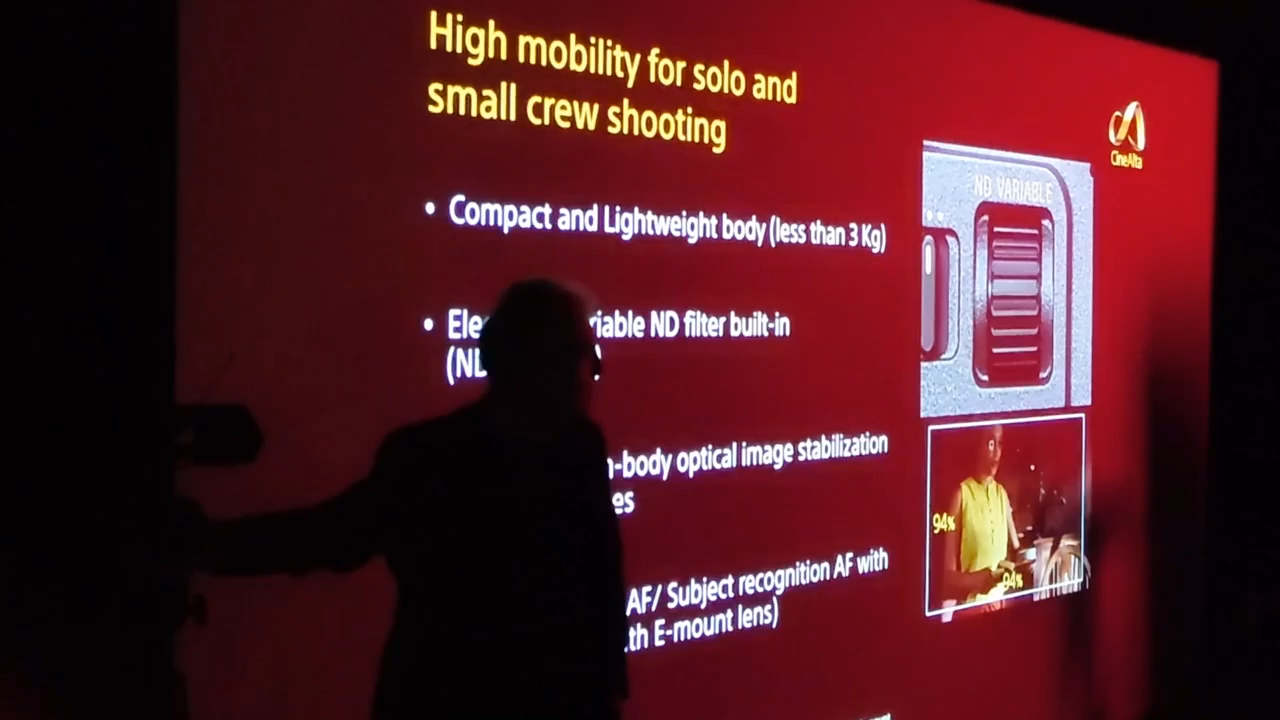 High mobility for solo and
small crew shooting
CineAlta
• Compact and Lightweight body (less than 3 Kg)
ND VARIABLE
• Ele riable ND filter built-in
(ND )
-body optical image stabilization
es
AF/ Subject recognition AF with
th E-mount lens)
94%
94%